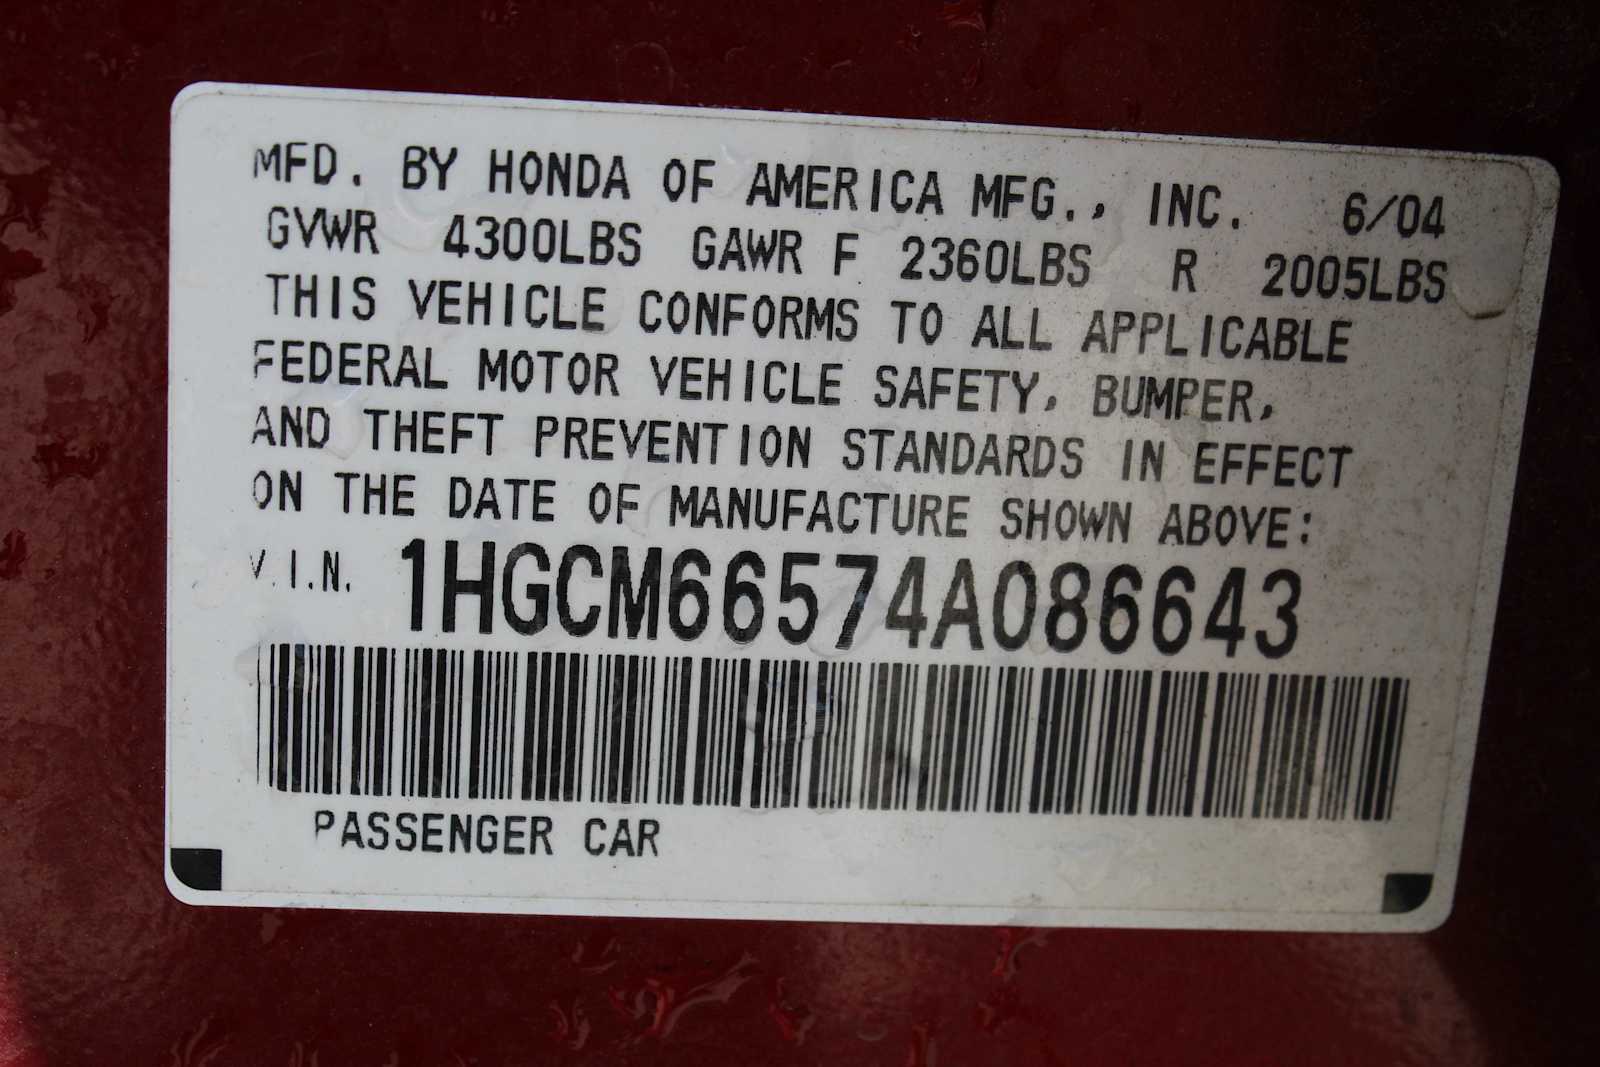 MFD. BY HONDA OF AMERICA MFG., INC. 6/04
GVWR 4300LBS GAWR F 2360LBS R 2005LBS
THIS VEHICLE CONFORMS TO ALL APPLICABLE
FEDERAL MOTOR VEHICLE SAFETY, BUMPER,
AND THEFT PREVENTION STANDARDS IN EFFECT
ON THE DATE OF MANUFACTURE SHOWN ABOVE:
V.I.N. 1HGCM66574A086643
PASSENGER CAR